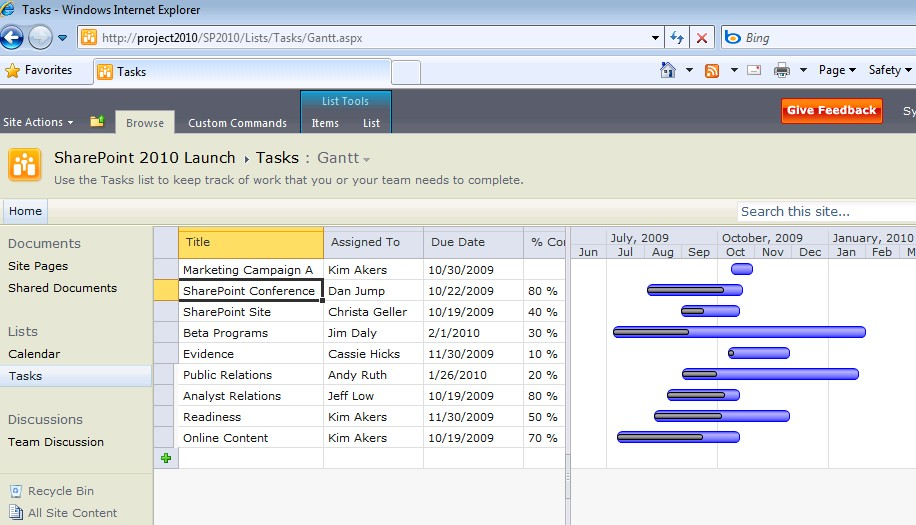 Tasks - Windows Internet Explorer
http://project2010/SP2010/Lists/Tasks/Gantt.aspx
Bing
Favorites
Tasks
Page
Safety
List Tools
Site Actions
Browse
Custom Commands
Items
List
Give Feedback
Sy
SharePoint 2010 Launch ▸ Tasks : Gantt
Use the Tasks list to keep track of work that you or your team needs to complete.
Home
Search this site...
Documents
Site Pages
Shared Documents
Lists
Calendar
Tasks
Discussions
Team Discussion
Recycle Bin
All Site Content
Title Assigned To Due Date % Co
Marketing Campaign A Kim Akers 10/30/2009
SharePoint Conference Dan Jump 10/22/2009 80 %
SharePoint Site Christa Geller 10/19/2009 40 %
Beta Programs Jim Daly 2/1/2010 30 %
Evidence Cassie Hicks 11/30/2009 10 %
Public Relations Andy Ruth 1/26/2010 20 %
Analyst Relations Jeff Low 10/19/2009 80 %
Readiness Kim Akers 11/30/2009 50 %
Online Content Kim Akers 10/19/2009 70 %
July, 2009 October, 2009 January, 2010
Jun Jul Aug Sep Oct Nov Dec Jan Feb M